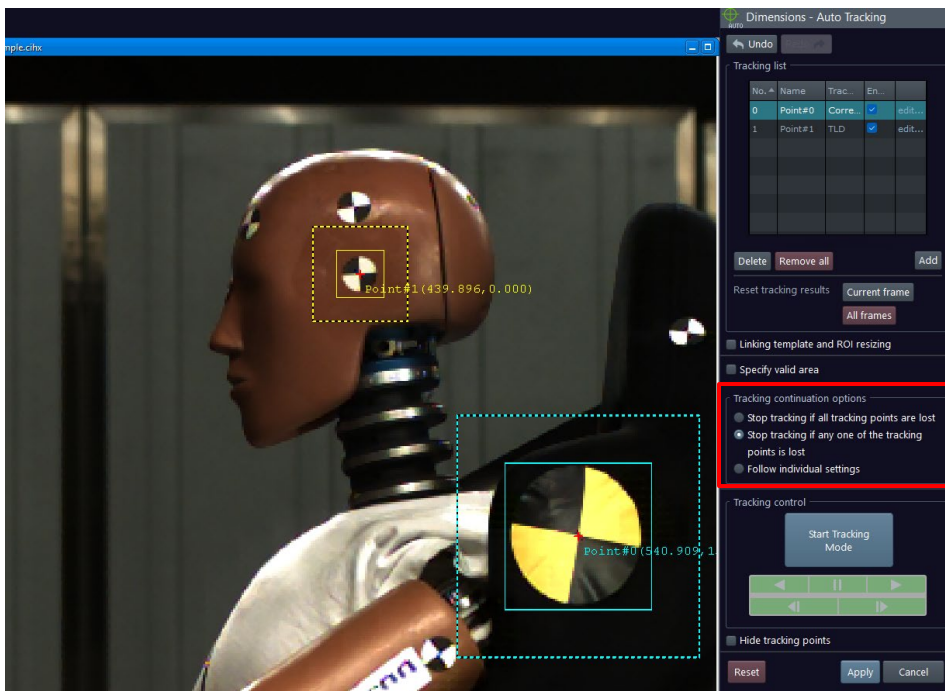 Dimensions - Auto Tracking
AUTO
mple.cihx
Undo
Tracking list
No. Name Trac... En...
0 Point#0 Corre... edit...
1 Point#1 TLD edit...
Delete Remove all Add
Reset tracking results Current frame
All frames
Linking template and ROI resizing
Specify valid area
Tracking continuation options
Stop tracking if all tracking points are lost
Stop tracking if any one of the tracking
points is lost
Follow individual settings
Tracking control
Start Tracking
Mode
Hide tracking points
Reset Apply Cancel
Point#1(439.896,0.000)
Point#0(540.909,1